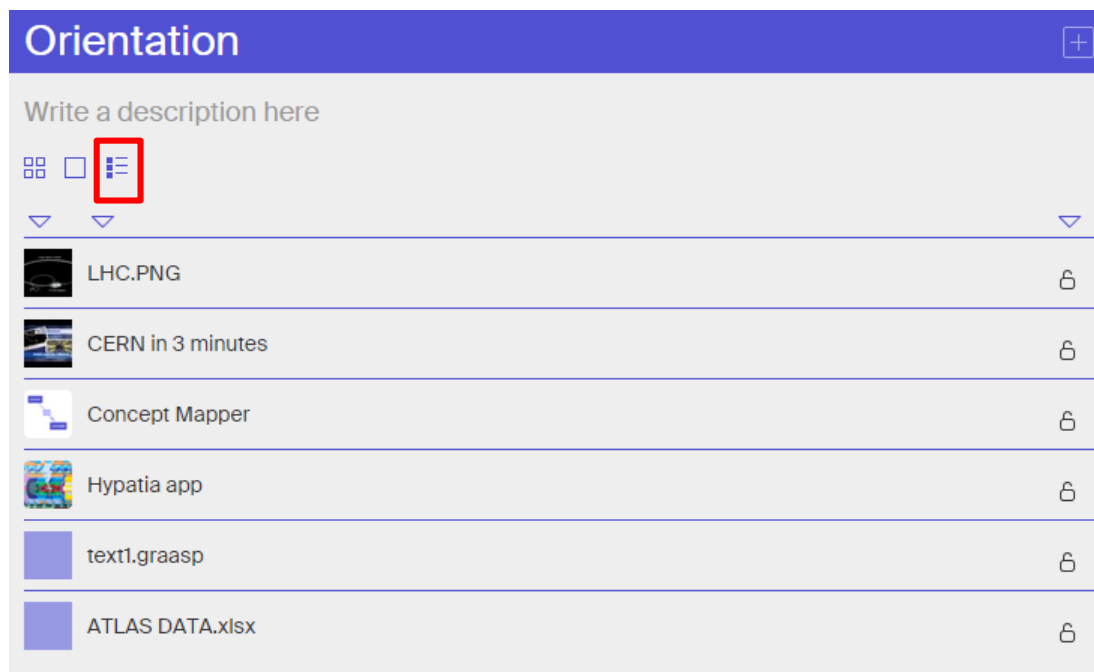 Orientation
Write a description here
LHC.PNG
CERN in 3 minutes
Concept Mapper
Hypatia app
text1.graasp
ATLAS DATA.xlsx